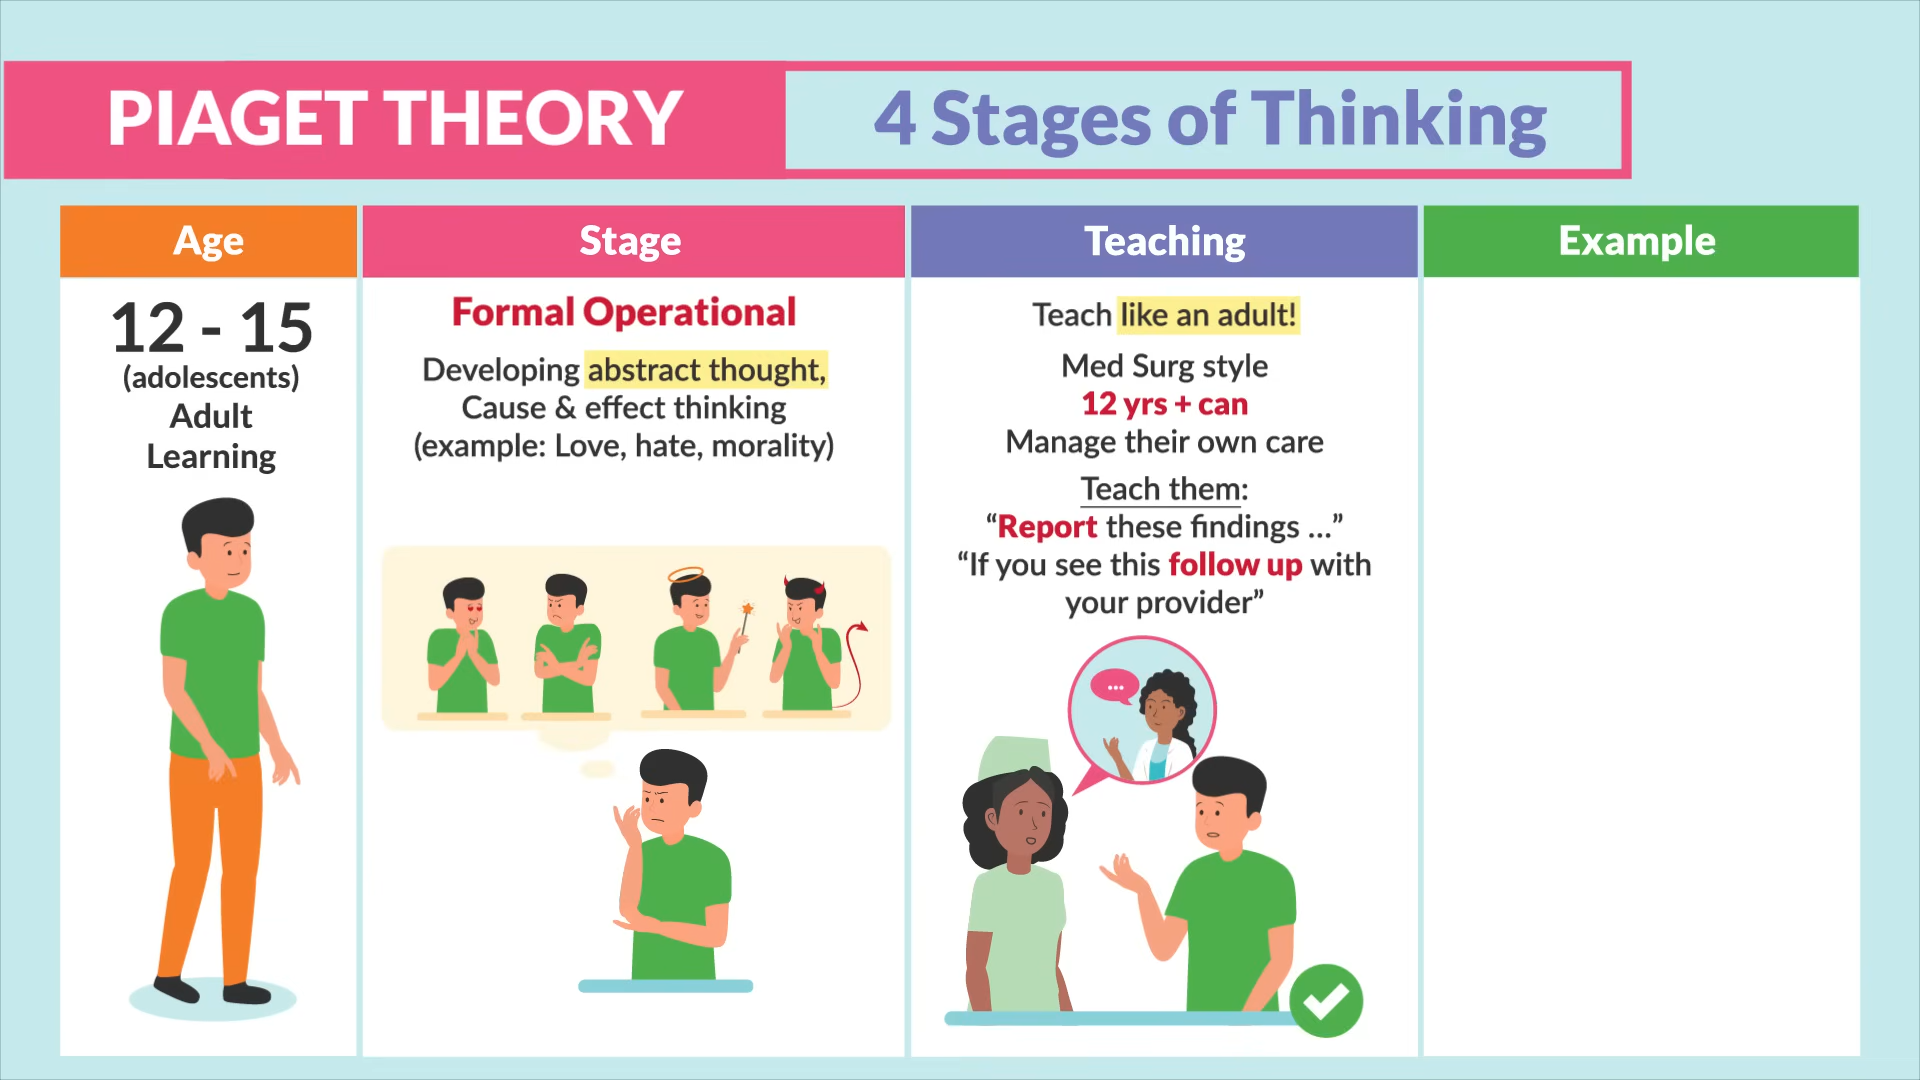 PIAGET THEORY
4 Stages of Thinking
Age
Stage
Teaching
Example
12 - 15
(adolescents)
Adult
Learning
Formal Operational
Developing abstract thought,
Cause & effect thinking
(example: Love, hate, morality)
Teach like an adult!
Med Surg style
12 yrs + can
Manage their own care
Teach them:
“Report these findings ...”
“If you see this follow up with
your provider”